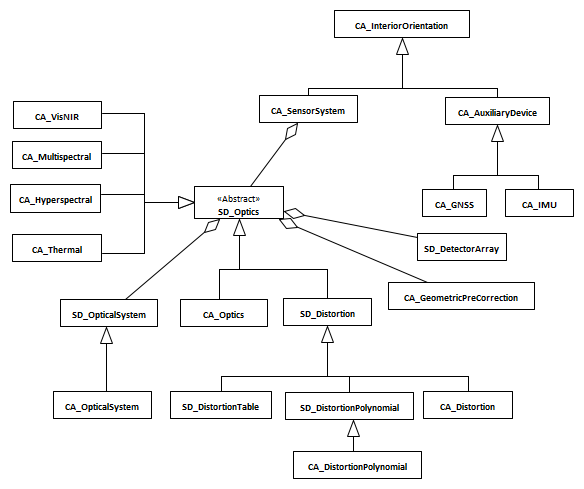 CA_InteriorOrientation
CA_SensorSystem
CA_AuxiliaryDevice
CA_VisNIR
CA_Multispectral
CA_Hyperspectral
CA_Thermal
«Abstract»
SD_Optics
CA_GNSS
CA_IMU
SD_DetectorArray
CA_GeometricPreCorrection
SD_OpticalSystem
CA_Optics
SD_Distortion
CA_OpticalSystem
SD_DistortionTable
SD_DistortionPolynomial
CA_Distortion
CA_DistortionPolynomial